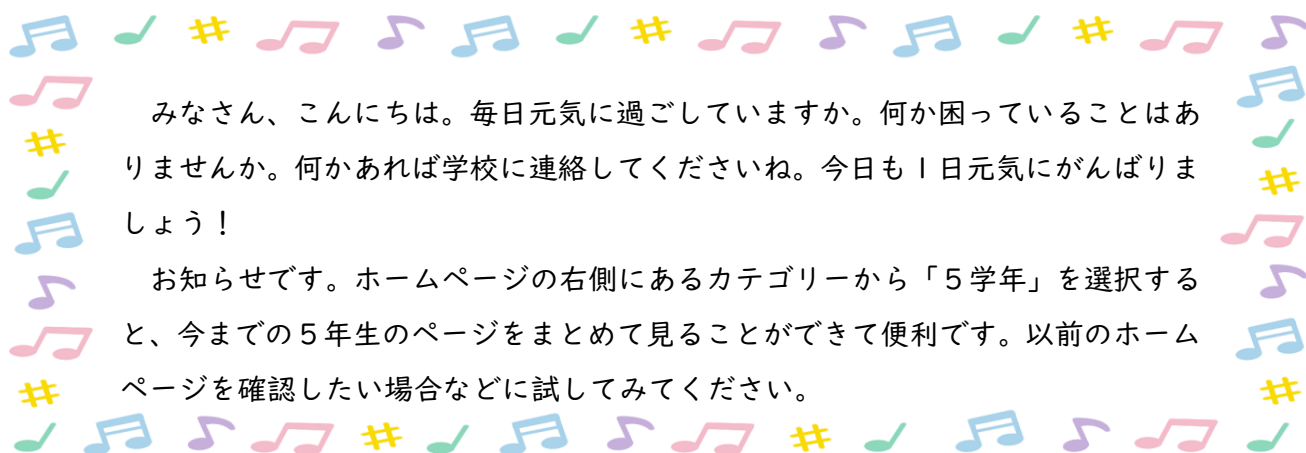 みなさん、こんにちは。毎日元気に過ごしていますか。何か困っていることはあ
りませんか。何かあれば学校に連絡してくださいね。今日も１日元気にがんばりま
しょう！
　お知らせです。ホームページの右側にあるカテゴリーから「５学年」を選択する
と、今までの５年生のページをまとめて見ることができて便利です。以前のホーム
ページを確認したい場合などに試してみてください。